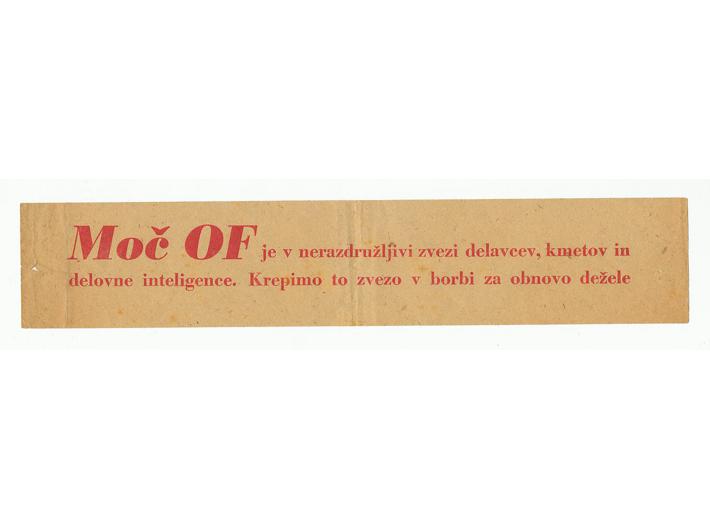 Moč OF je v nerazdružljivi zvezi delavcev, kmetov in
delovne inteligence. Krepimo to zvezo v borbi za obnovo dežele